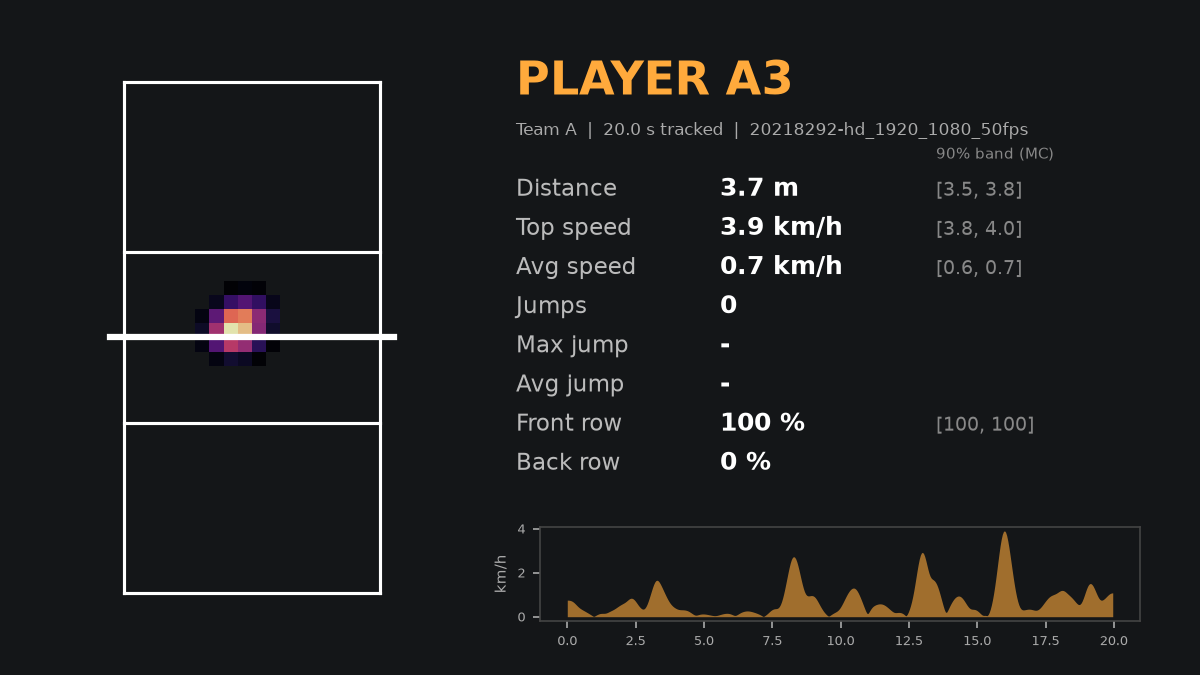 PLAYER A3
Team A | 20.0 s tracked | 20218292-hd_1920_1080_50fps
90% band (MC)
Distance 3.7 m [3.5, 3.8]
Top speed 3.9 km/h [3.8, 4.0]
Avg speed 0.7 km/h [0.6, 0.7]
Jumps 0
Max jump -
Avg jump -
Front row 100 % [100, 100]
Back row 0 %
4
2
0
km/h
0.0 2.5 5.0 7.5 10.0 12.5 15.0 17.5 20.0